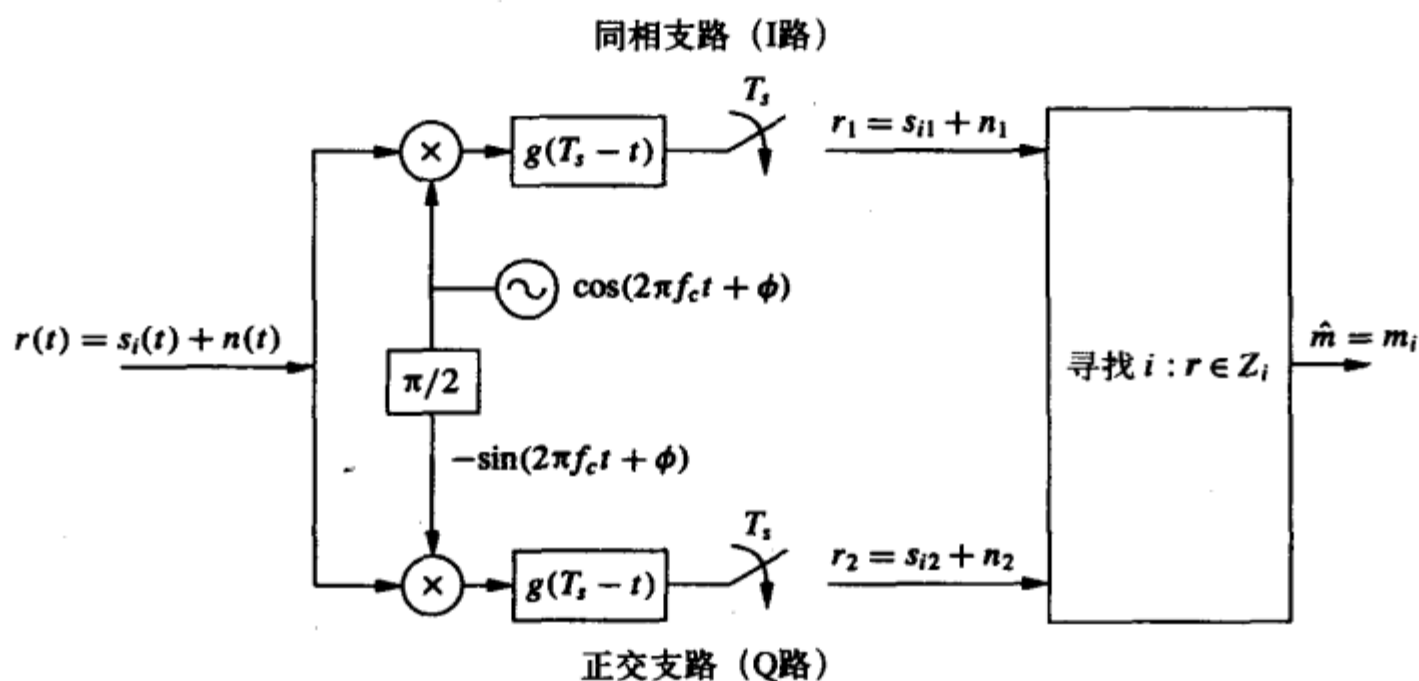 同相支路（I路）
T_s
g(T_s − t)
r_1 = s_{i1} + n_1
cos(2πf_c t + ϕ)
r(t) = s_i(t) + n(t)
π/2
寻找 i : r ∈ Z_i
m̂ = m_i
−sin(2πf_c t + ϕ)
T_s
g(T_s − t)
r_2 = s_{i2} + n_2
正交支路（Q路）